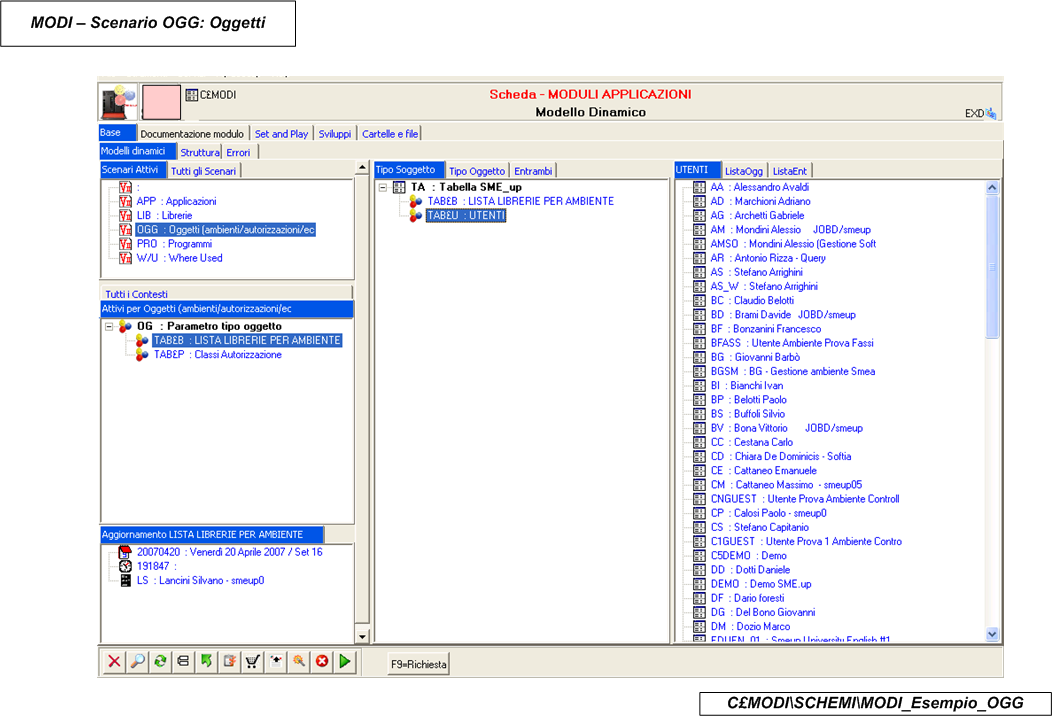 MODI – Scenario OGG: Oggetti
C£MODI
Scheda - MODULI APPLICAZIONI
Modello Dinamico
EXD
Base Documentazione modulo Set and Play Sviluppi Cartelle e file
Modelli dinamici Struttura Errori
Scenari Attivi Tutti gli Scenari
:
APP : Applicazioni
LIB : Librerie
OGG : Oggetti (ambienti/autorizzazioni/ec
PRO : Programmi
W/U : Where Used
Tutti i Contesti
Attivi per Oggetti (ambienti/autorizzazioni/ec
OG : Parametro tipo oggetto
TAB£B : LISTA LIBRERIE PER AMBIENTE
TAB£P : Classi Autorizzazione
Aggiornamento LISTA LIBRERIE PER AMBIENTE
20070420 : Venerdì 20 Aprile 2007 / Set 16
191847 :
LS : Lancini Silvano - smeup0
Tipo Soggetto Tipo Oggetto Entrambi
TA : Tabella SME_up
TAB£B : LISTA LIBRERIE PER AMBIENTE
TAB£U : UTENTI
UTENTI ListaOgg ListaEnt
AA : Alessandro Avaldi
AD : Marchioni Adriano
AG : Archetti Gabriele
AM : Mondini Alessio JOBD/smeup
AMSO : Mondini Alessio (Gestione Soft
AR : Antonio Rizza - Query
AS : Stefano Arrighini
AS_W : Stefano Arrighini
BC : Claudio Belotti
BD : Brami Davide JOBD/smeup
BF : Bonzanini Francesco
BFASS : Utente Ambiente Prova Fassi
BG : Giovanni Barbò
BGSM : BG - Gestione ambiente Smea
BI : Bianchi Ivan
BP : Belotti Paolo
BS : Buffoli Silvio
BV : Bona Vittorio JOBD/smeup
CC : Cestana Carlo
CD : Chiara De Dominicis - Softia
CE : Cattaneo Emanuele
CM : Cattaneo Massimo - smeup05
CNGUEST : Utente Prova Ambiente Controll
CP : Calosi Paolo - smeup0
CS : Stefano Capitanio
C1GUEST : Utente Prova 1 Ambiente Contro
C5DEMO : Demo
DD : Dotti Daniele
DEMO : Demo SME.up
DF : Dario foresti
DG : Del Bono Giovanni
DM : Dozio Marco
EDUEN_01 : Smeup University English #1
F9=Richiesta
C£MODI\SCHEMI\MODI_Esempio_OGG